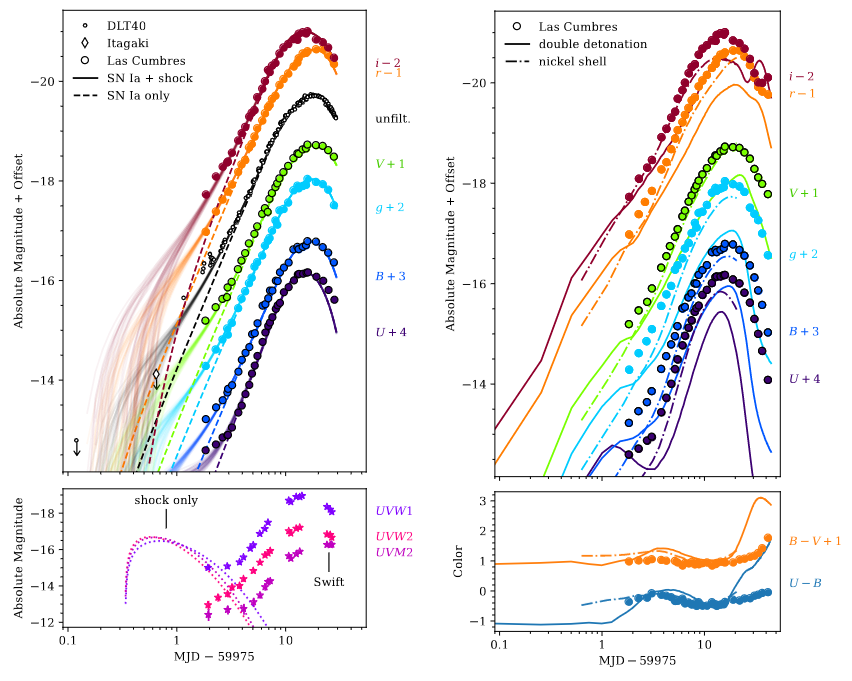 DLT40
Itagaki
Las Cumbres
SN Ia + shock
SN Ia only
−20
−18
−16
−14
Absolute Magnitude + Offset
i − 2
r − 1
unfilt.
V + 1
g + 2
B + 3
U + 4
shock only
Swift
−18
−16
−14
−12
Absolute Magnitude
UVW1
UVW2
UVM2
0.1
1
10
MJD − 59975
Las Cumbres
double detonation
nickel shell
−20
−18
−16
−14
Absolute Magnitude + Offset
i − 2
r − 1
V + 1
g + 2
B + 3
U + 4
3
2
1
0
−1
Color
B − V + 1
U − B
0.1
1
10
MJD − 59975